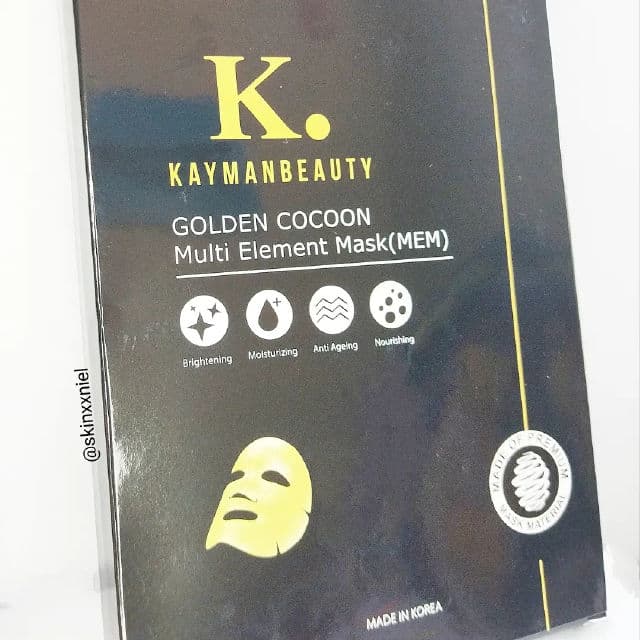 K.
KAYMANBEAUTY
GOLDEN COCOON
Multi Element Mask(MEM)
Brightening
Moisturizing
Anti Ageing
Nourishing
MADE OF PREMIUM
MASK MATERIAL
MADE IN KOREA
@skinxxniel